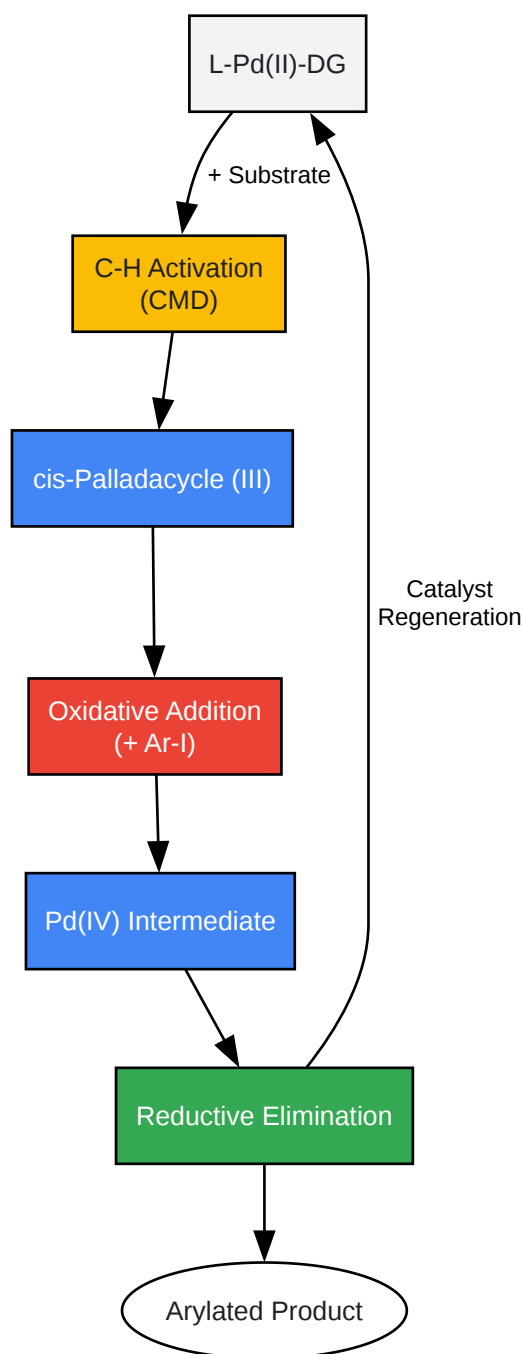 L-Pd(II)-DG
+ Substrate
C-H Activation
(CMD)
cis-Palladacycle (III)
Catalyst
Regeneration
Oxidative Addition
(+ Ar-I)
Pd(IV) Intermediate
Reductive Elimination
Arylated Product